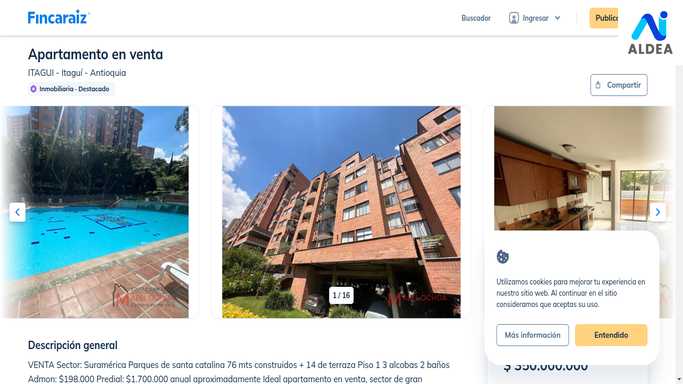 Fincaraiz
Buscador
Ingresar
Public
ALDEA
Apartamento en venta
ITAGUI - Itaguí - Antioquia
Inmobiliaria - Destacado
Compartir
1 / 16
Utilizamos cookies para mejorar tu experiencia en
nuestro sitio web. Al continuar en el sitio
consideramos que aceptas su uso.
Más información
Entendido
$ 350.000.000
Descripción general
VENTA Sector: Suramérica Parques de santa catalina 76 mts construidos + 14 de terraza Piso 1 3 alcobas 2 baños
Admon: $198.000 Predial: $1.700.000 anual aproximadamente Ideal apartamento en venta, sector de gran